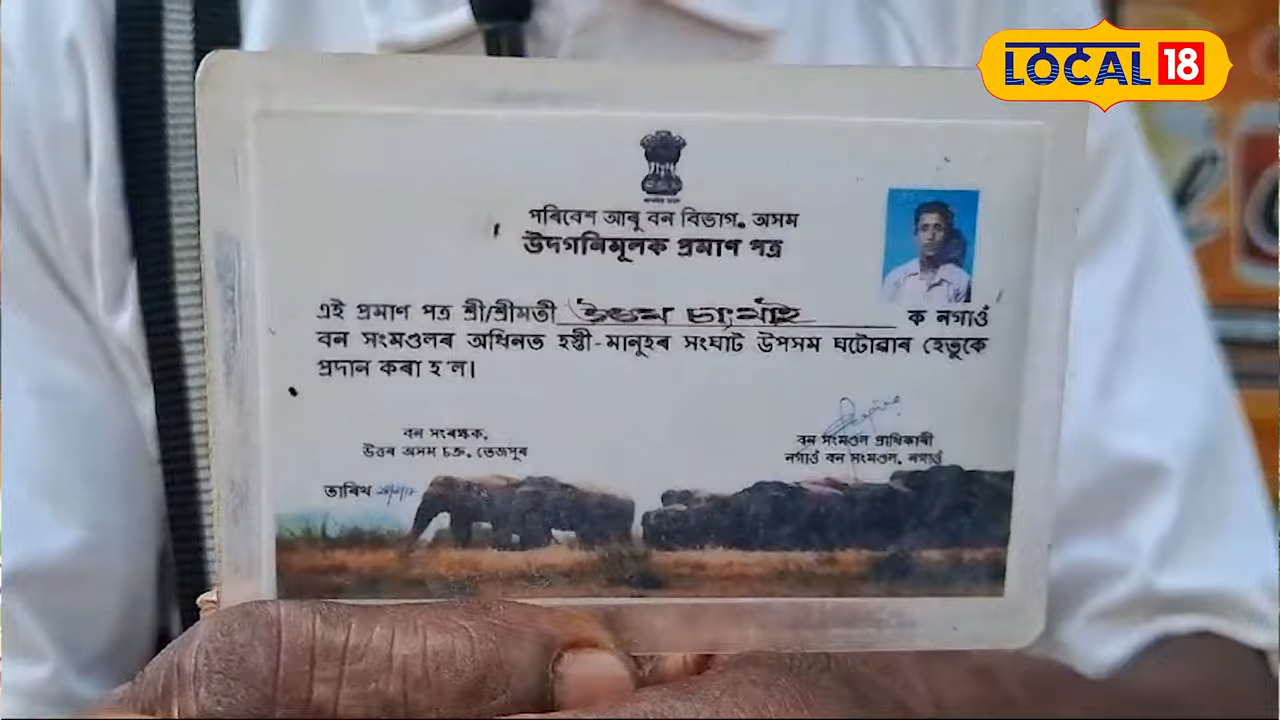 LOCAL 18
পৰিবেশ আৰু বন বিভাগ, অসম
উদগনিমূলক প্ৰমাণ পত্ৰ
এই প্ৰমাণ পত্ৰ শ্ৰী/শ্ৰীমতী উত্তম চাংমাই ক নগাওঁ
বন সংমণ্ডলৰ অধিনত হস্তী-মানুহৰ সংঘাট উপসম ঘটোৱাৰ হেতুকে
প্ৰদান কৰা হ'ল।
বন সংৰক্ষক,
উত্তৰ অসম চক্ৰ, তেজপুৰ
বন সংমণ্ডল প্ৰাধিকাৰী
নগাওঁ বন সংমণ্ডল, নগাওঁ
তাৰিখ